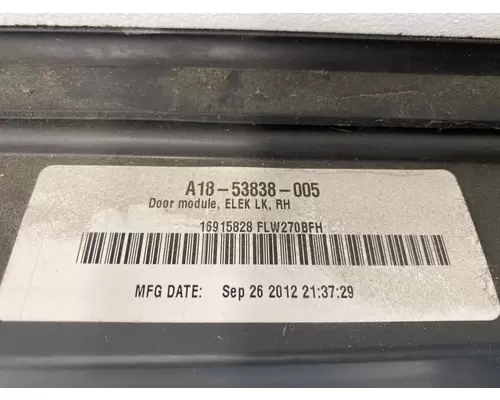 A18-53838-005
Door module, ELEK LK, RH
16915828 FLW270BFH
MFG DATE: Sep 26 2012 21:37:29